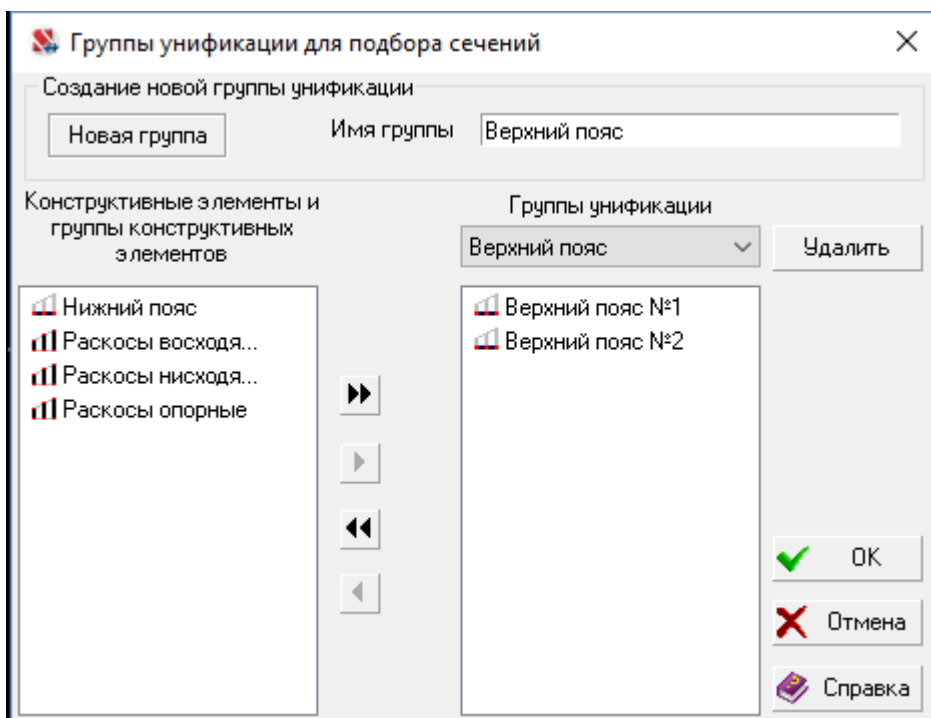 Группы унификации для подбора сечений
Создание новой группы унификации
Новая группа
Имя группы
Верхний пояс
Конструктивные элементы и
группы конструктивных
элементов
Группы унификации
Верхний пояс
Удалить
Нижний пояс
Раскосы восходя...
Раскосы нисходя...
Раскосы опорные
Верхний пояс №1
Верхний пояс №2
OK
Отмена
Справка